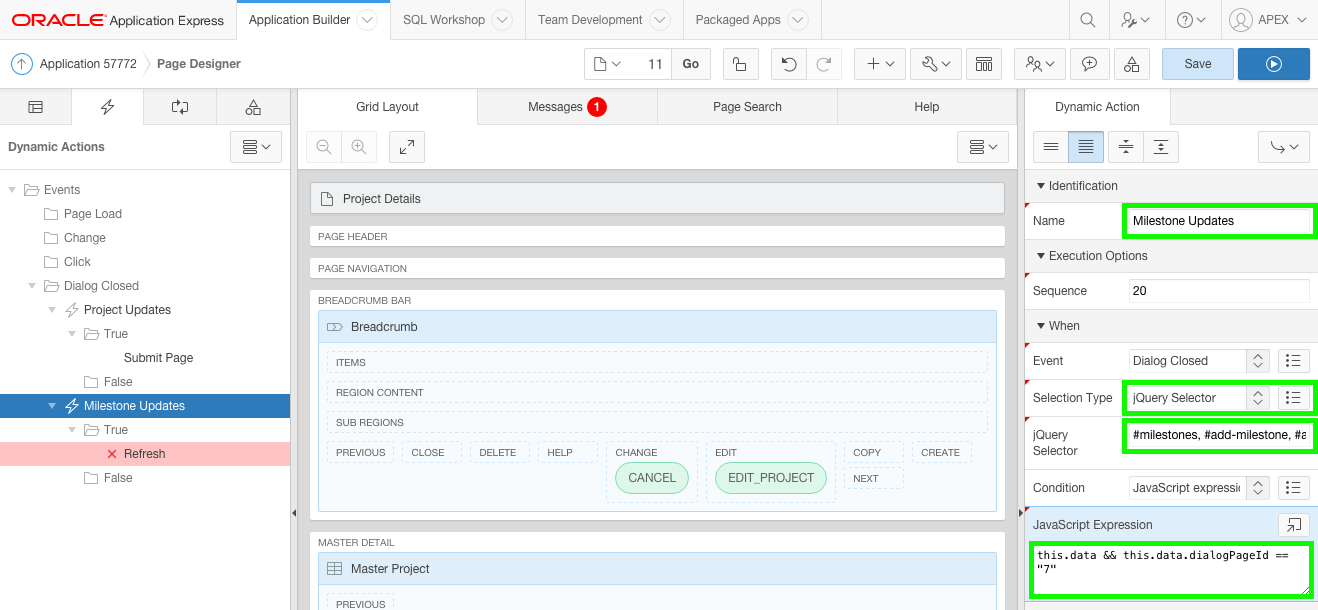 ORACLE Application Express
Application Builder
SQL Workshop
Team Development
Packaged Apps
APEX
Application 57772
Page Designer
11
Go
Save
Grid Layout
Messages 1
Page Search
Help
Dynamic Action
Dynamic Actions
Events
Page Load
Change
Click
Dialog Closed
Project Updates
True
Submit Page
False
Milestone Updates
True
Refresh
False
Project Details
PAGE HEADER
PAGE NAVIGATION
BREADCRUMB BAR
Breadcrumb
ITEMS
REGION CONTENT
SUB REGIONS
PREVIOUS
CLOSE
DELETE
HELP
CHANGE
CANCEL
EDIT
EDIT_PROJECT
COPY
NEXT
CREATE
MASTER DETAIL
Master Project
PREVIOUS
Identification
Name
Milestone Updates
Execution Options
Sequence
20
When
Event
Dialog Closed
Selection Type
jQuery Selector
jQuery
Selector
#milestones, #add-milestone, #a
Condition
JavaScript expressi
JavaScript Expression
this.data && this.data.dialogPageId ==
"7"